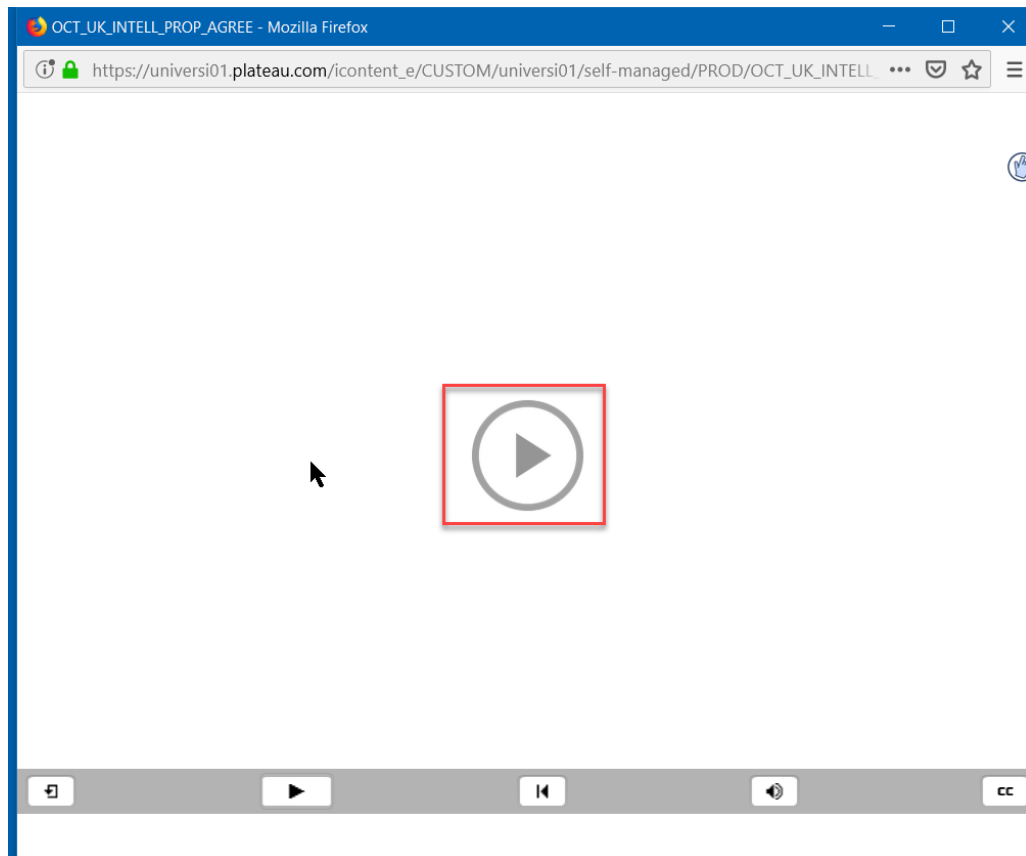 OCT_UK_INTELL_PROP_AGREE - Mozilla Firefox
https://universi01.plateau.com/icontent_e/CUSTOM/universi01/self-managed/PROD/OCT_UK_INTELL_
CC